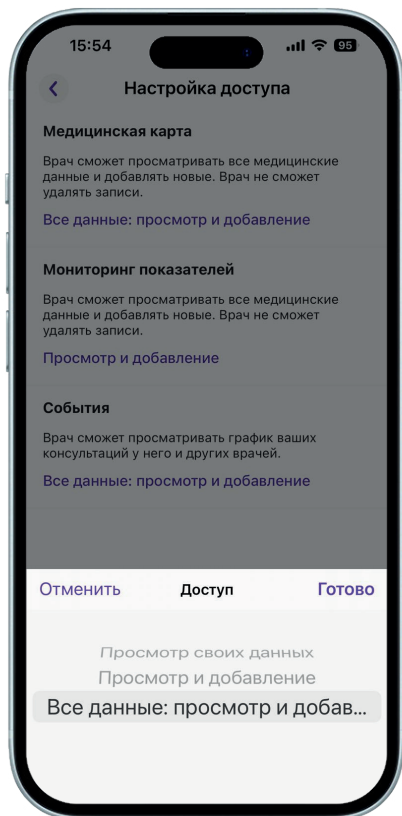 15:54
95
Настройка доступа
Медицинская карта
Врач сможет просматривать все медицинские
данные и добавлять новые. Врач не сможет
удалять записи.
Все данные: просмотр и добавление
Мониторинг показателей
Врач сможет просматривать все медицинские
данные и добавлять новые. Врач не сможет
удалять записи.
Просмотр и добавление
События
Врач сможет просматривать график ваших
консультаций у него и других врачей.
Все данные: просмотр и добавление
Отменить Доступ Готово
Просмотр своих данных
Просмотр и добавление
Все данные: просмотр и добав...